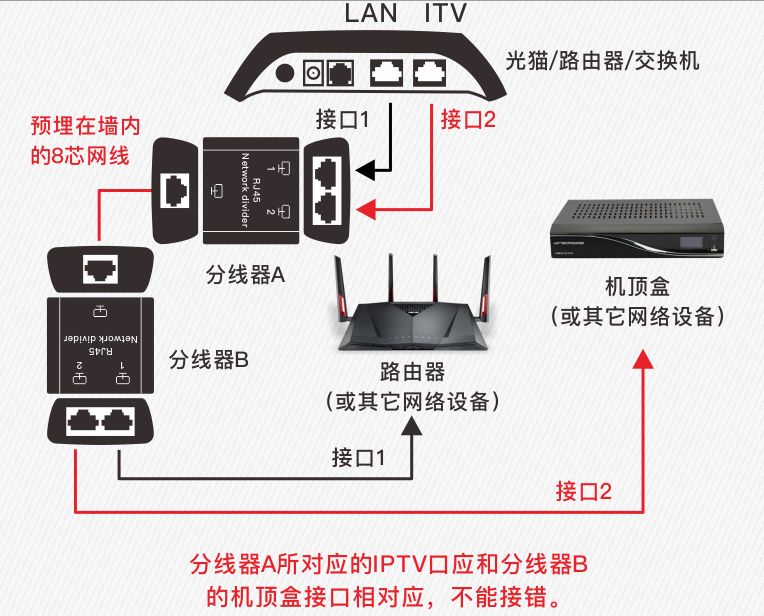 LAN ITV
光猫/路由器/交换机
接口1
接口2
预埋在墙内
的8芯网线
RJ45
Network divider
1
2
分线器A
机顶盒
(或其它网络设备)
RJ45
Network divider
2
1
分线器B
路由器
(或其它网络设备)
接口1
接口2
分线器A所对应的IPTV口应和分线器B
的机顶盒接口相对应，不能接错。